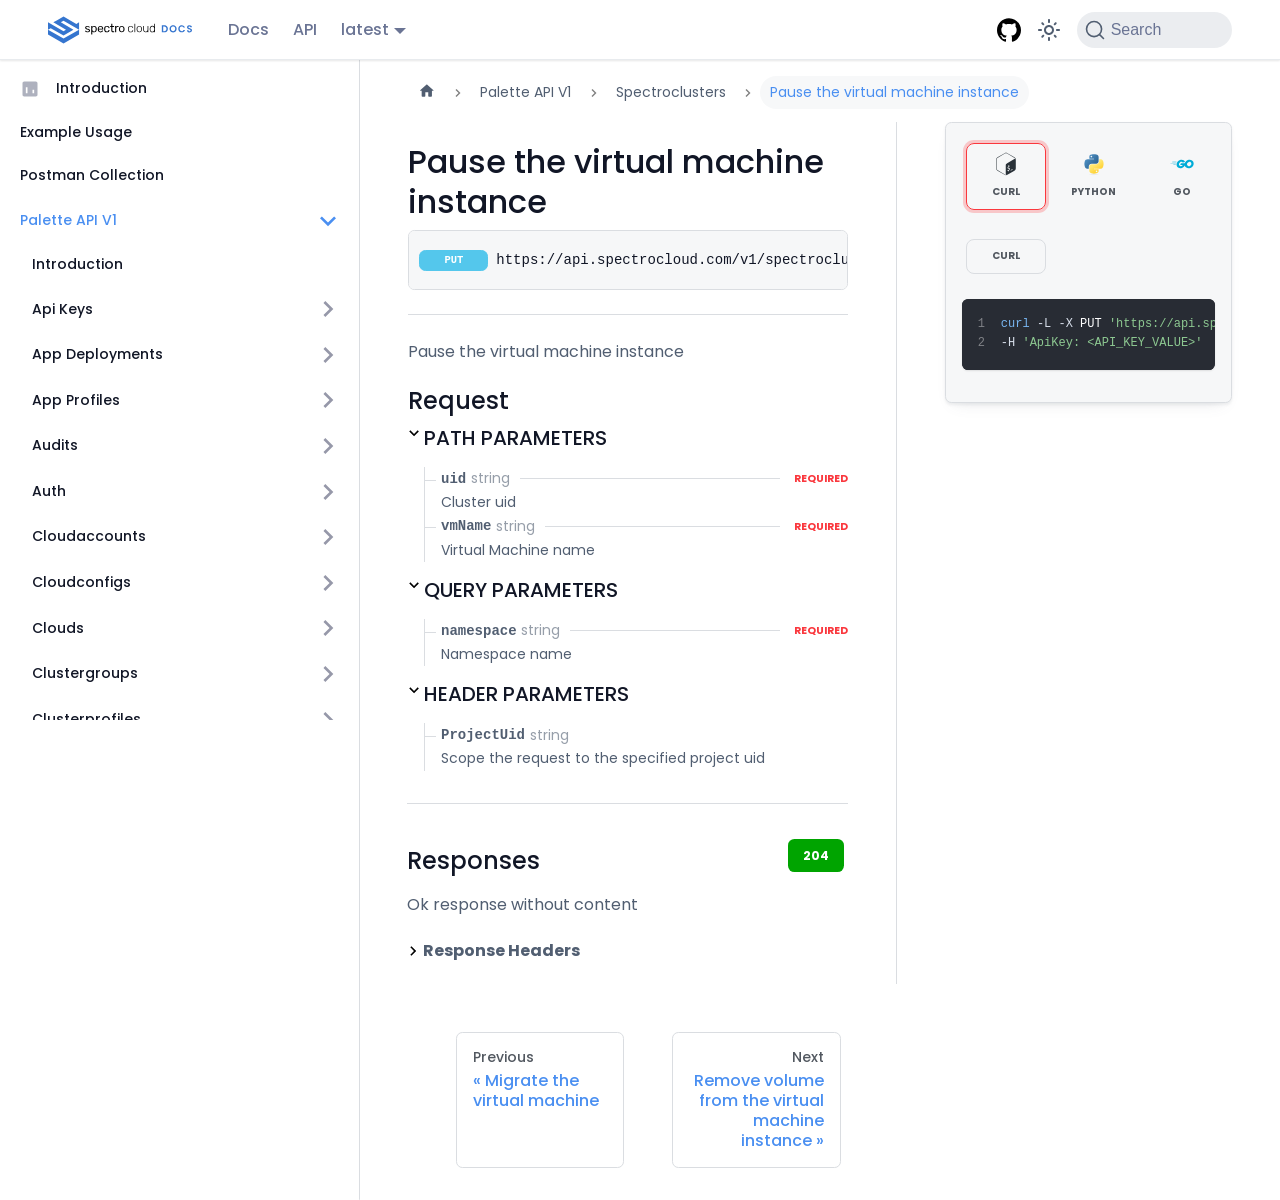 spectro cloud DOCS
Docs
API
latest
Search
Introduction
Example Usage
Postman Collection
Palette API V1
Introduction
Api Keys
App Deployments
App Profiles
Audits
Auth
Cloudaccounts
Cloudconfigs
Clouds
Clustergroups
Clusterprofiles
Palette API V1
Spectroclusters
Pause the virtual machine instance
Pause the virtual machine
instance
PUT https://api.spectrocloud.com/v1/spectroclu
Pause the virtual machine instance
Request
PATH PARAMETERS
uid string REQUIRED
Cluster uid
vmName string REQUIRED
Virtual Machine name
QUERY PARAMETERS
namespace string REQUIRED
Namespace name
HEADER PARAMETERS
ProjectUid string
Scope the request to the specified project uid
Responses
204
Ok response without content
Response Headers
Previous
« Migrate the
virtual machine
Next
Remove volume
from the virtual
machine
instance »
CURL
PYTHON
GO
GO
CURL
1 curl -L -X PUT 'https://api.sp
2 -H 'ApiKey: <API_KEY_VALUE>'